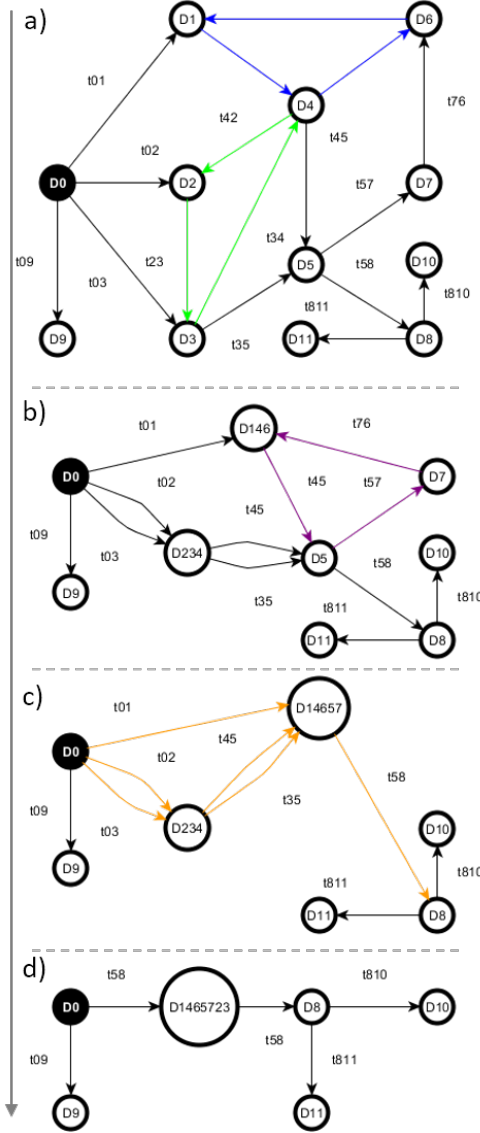 a)
D1
D6
t01
D4
t42
t45
t76
t02
D0
D2
D7
t57
t09
t03
t23
t34
D5
t58
D10
t810
t811
D9
D3
t35
D11
D8
b)
D146
t01
t76
D0
t02
t45
t57
D7
t45
t09
t03
D234
D5
t58
D10
D9
t35
t811
t810
D11
D8
c)
t01
D14657
D0
t02
t45
t58
t09
t03
D234
t35
D10
D9
t811
t810
D11
D8
d)
t58
t810
D0
D1465723
D8
D10
t09
t58
t811
D9
D11